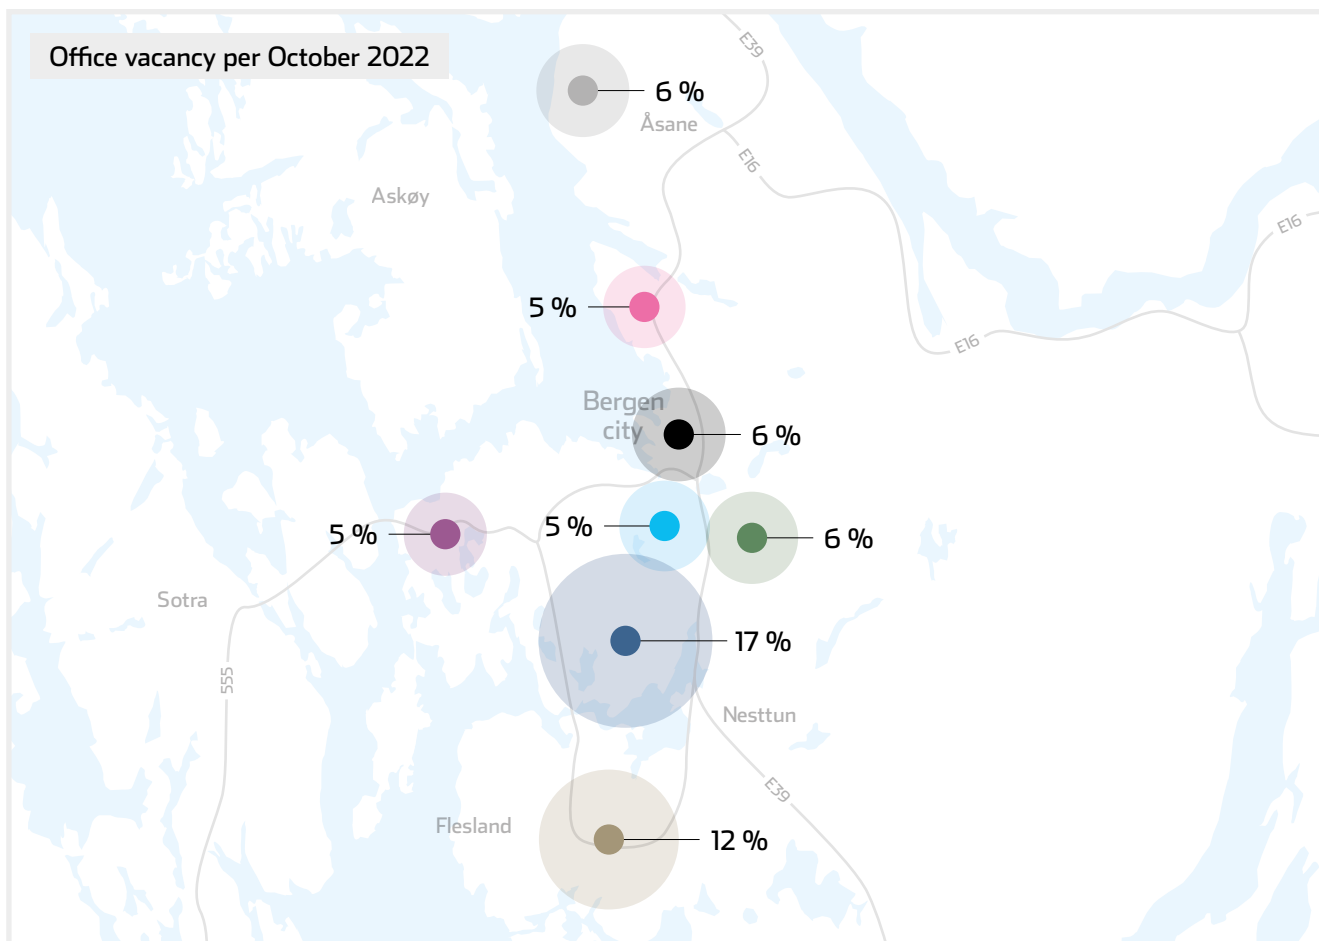 Office vacancy per October 2022
E39
6 %
Åsane
E16
Askøy
E16
5 %
E16
Bergen
city
6 %
5 %
5 %
6 %
Sotra
17 %
555
Nesttun
E39
Flesland
12 %